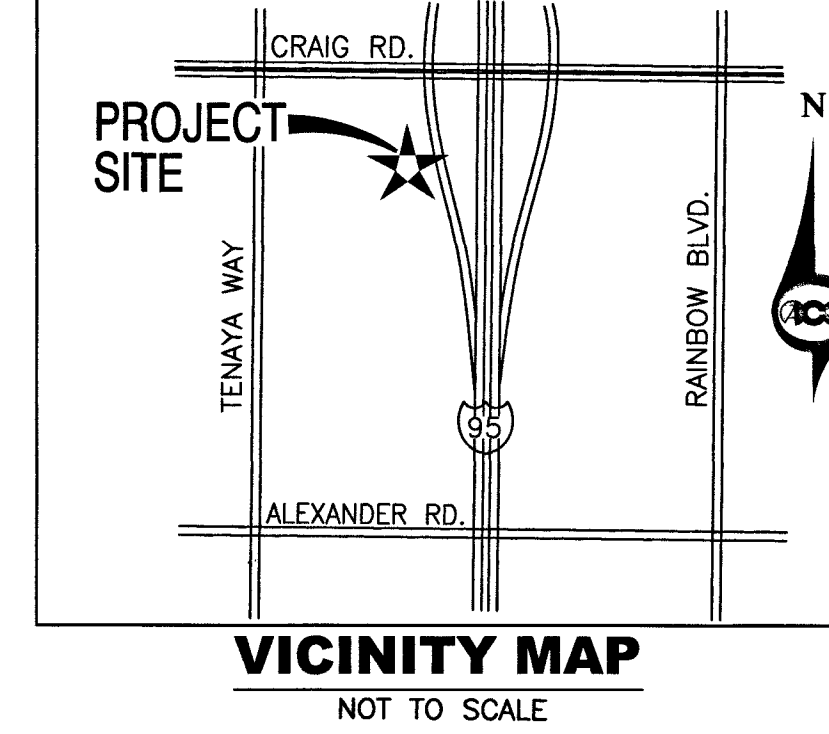 CRAIG RD.
N
PROJECT
SITE
TENAYA WAY
RAINBOW BLVD.
95
ALEXANDER RD.
VICINITY MAP
NOT TO SCALE